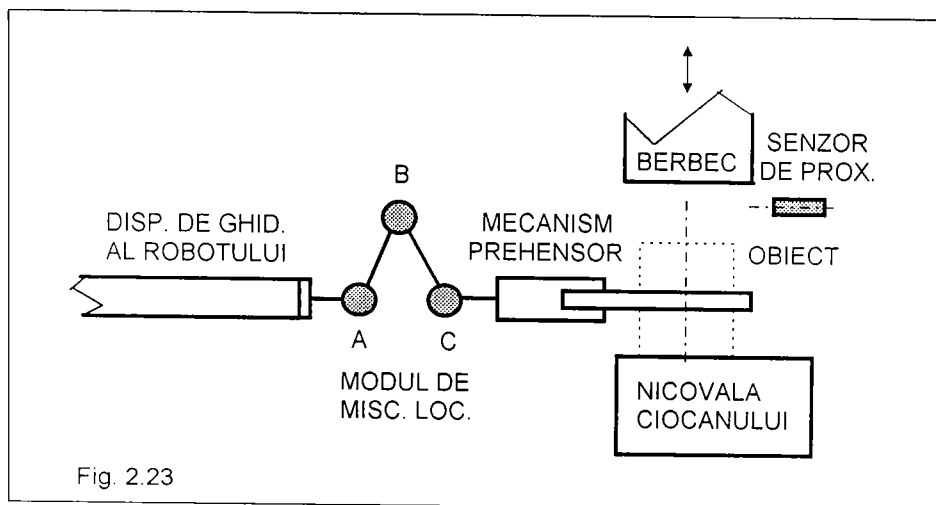 BERBEC
SENZOR
DE PROX.
B
DISP. DE GHID.
AL ROBOTULUI
MECANISM
PREHENSOR
OBIECT
A
C
MODUL DE
MISC. LOC.
NICOVALA
CIOCANULUI
Fig. 2.23